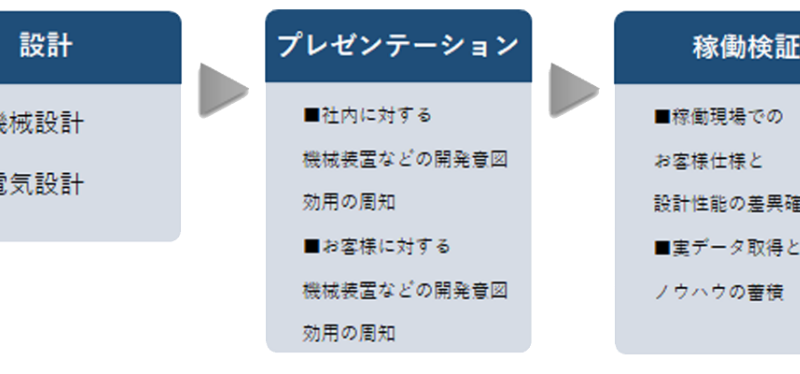 設計
機械設計
電気設計
プレゼンテーション
■社内に対する
機械装置などの開発意図
効用の周知
■お客様に対する
機械装置などの開発意図
効用の周知
稼働検証
■稼働現場での
お客様仕様と
設計性能の差異確
■実データ取得と
ノウハウの蓄積